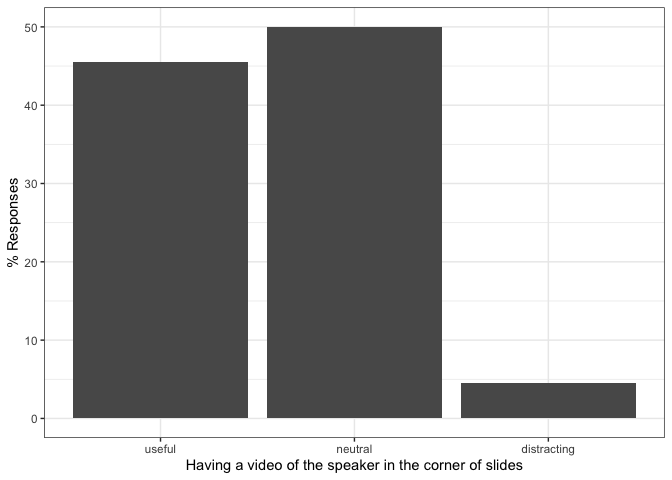 % Responses
50
40
30
20
10
0
useful neutral distracting
Having a video of the speaker in the corner of slides